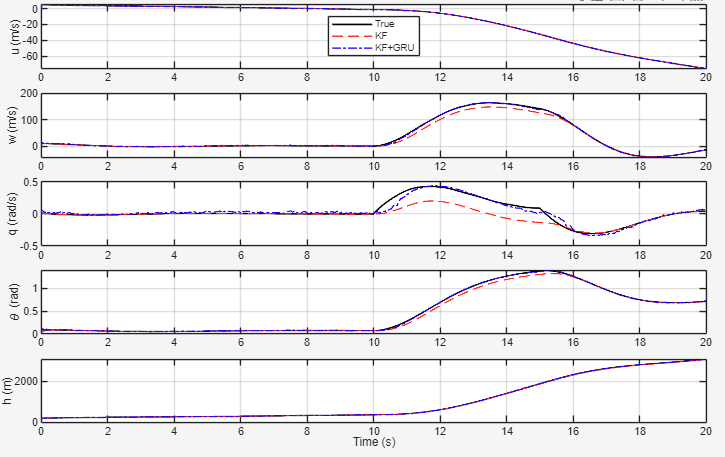 0
-20
-40
-60
u (m/s)
True
KF
KF+GRU
0 2 4 6 8 10 12 14 16 18 20
200
100
0
w (m/s)
0 2 4 6 8 10 12 14 16 18 20
0.5
0
-0.5
q (rad/s)
0 2 4 6 8 10 12 14 16 18 20
1
0.5
0
θ (rad)
0 2 4 6 8 10 12 14 16 18 20
2000
0
h (m)
0 2 4 6 8 10 12 14 16 18 20
Time (s)